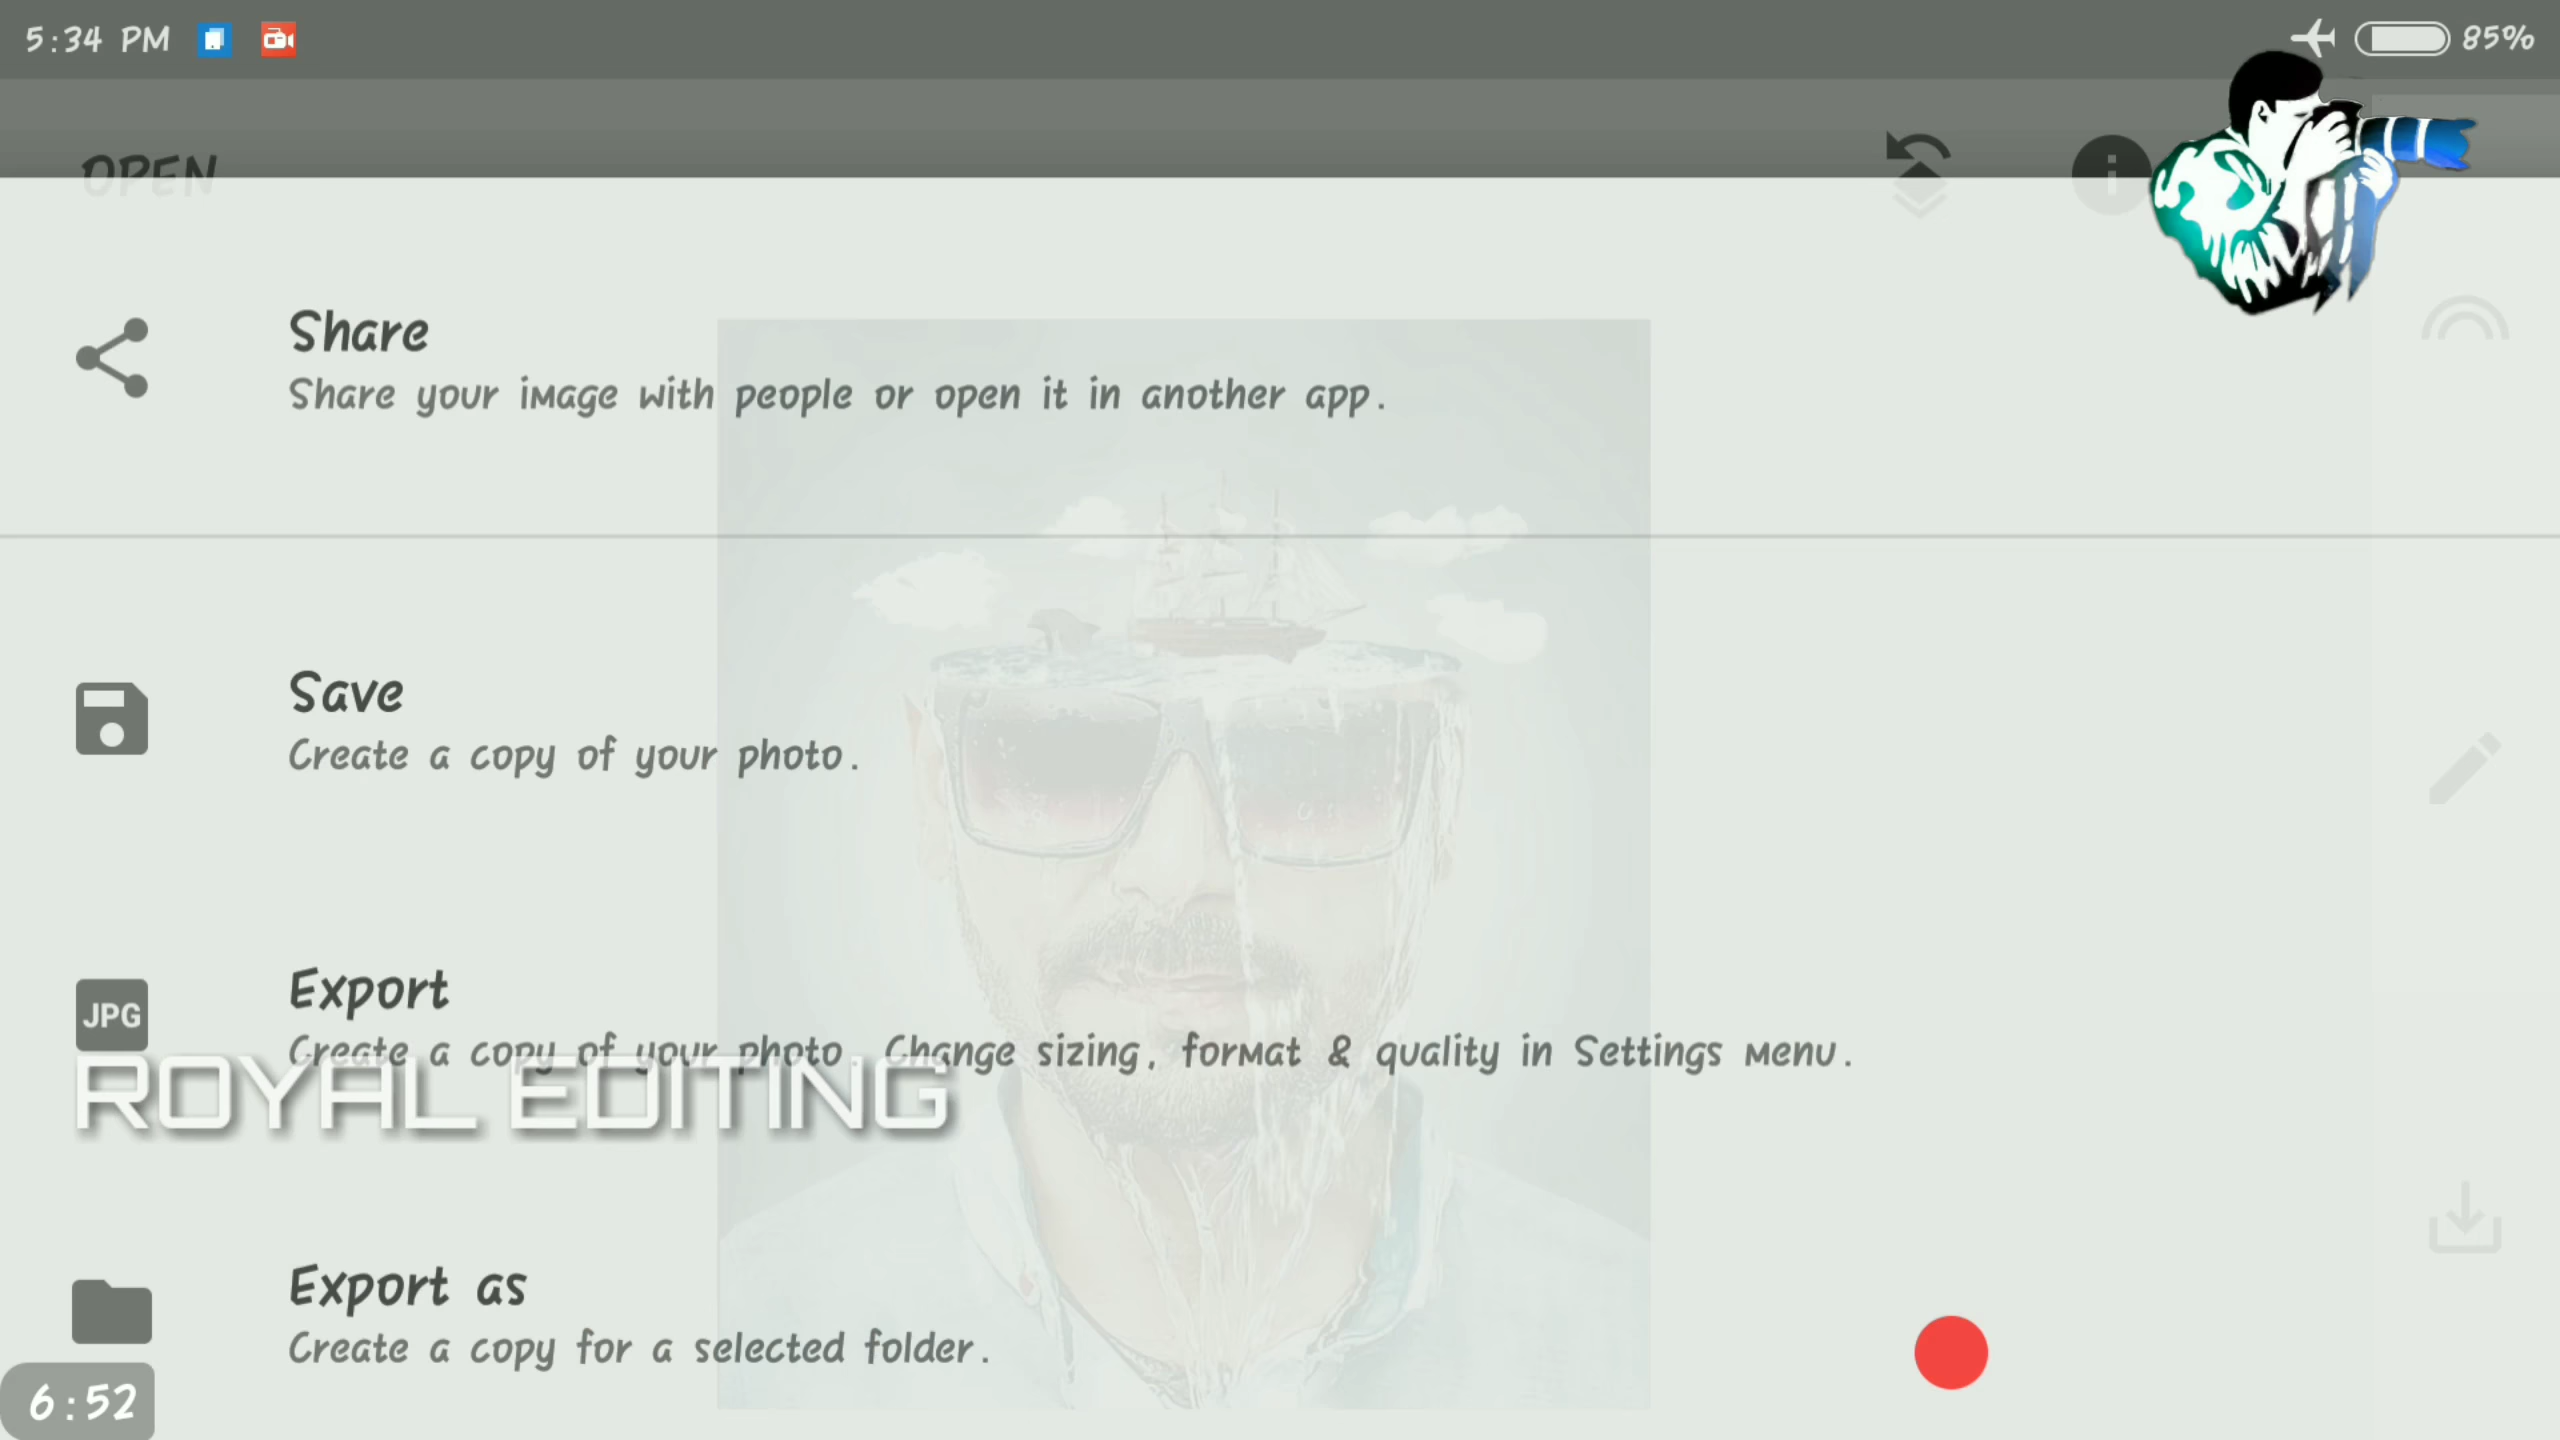 5:34 PM
85%
OPEN
Share
Share your image with people or open it in another app.
Save
Create a copy of your photo.
JPG
Export
Create a copy of your photo. Change sizing, format & quality in Settings menu.
ROYAL EDITING
Export as
Create a copy for a selected folder.
6:52